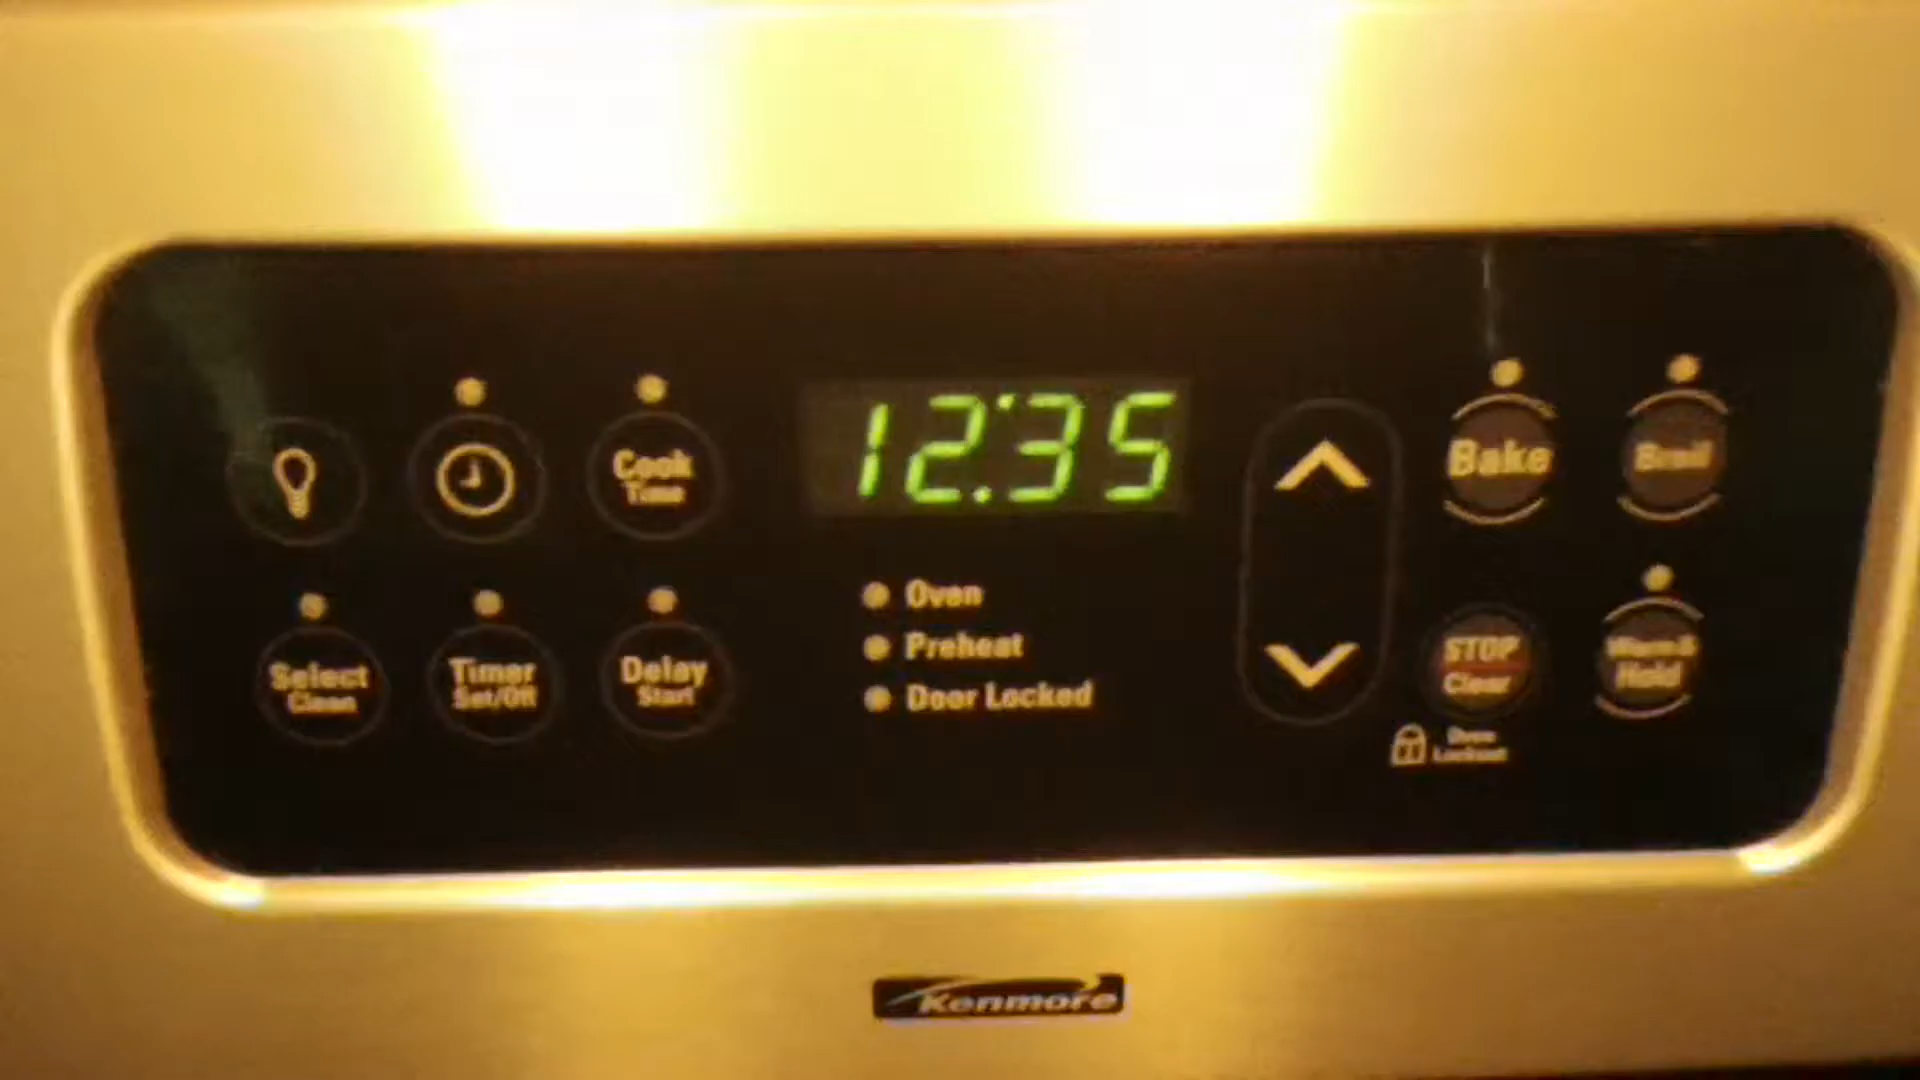 12:35
Cook
Time
Bake
Broil
Oven
Preheat
Door Locked
Select
Clean
Timer
Set/Off
Delay
Start
STOP
Clear
Warm &
Hold
Oven
Lockout
Kenmore